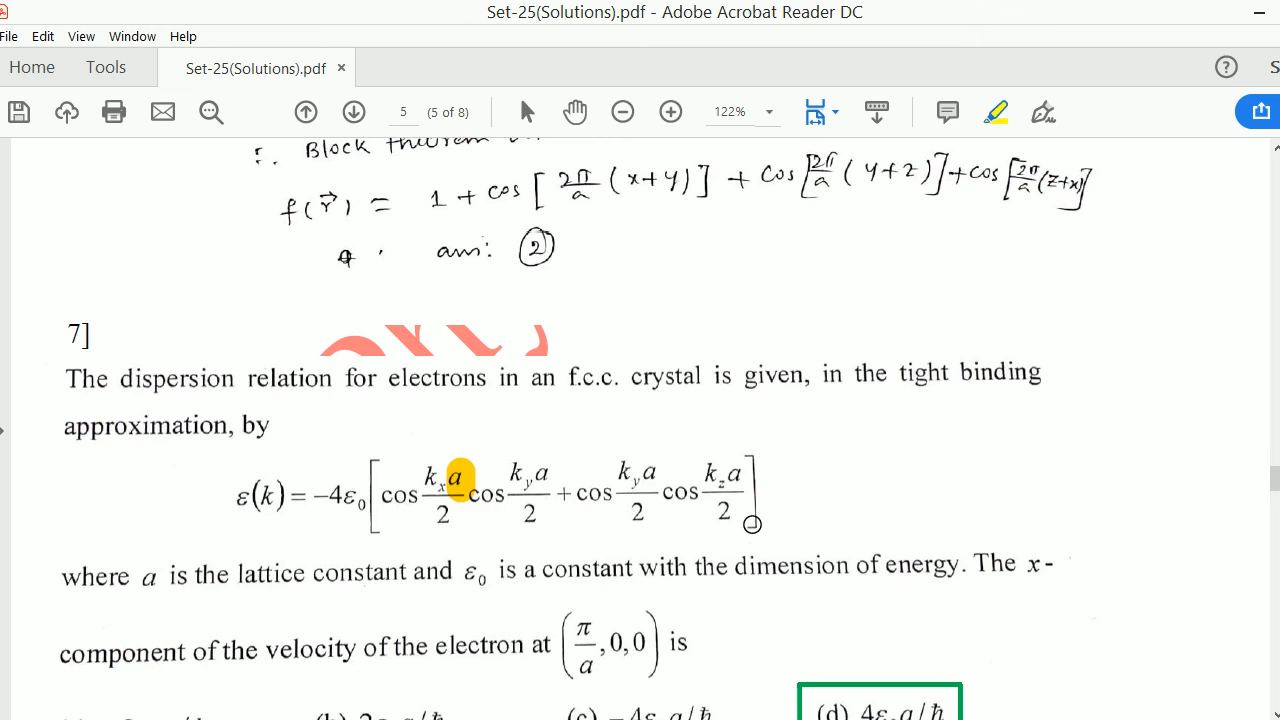 Set-25(Solutions).pdf - Adobe Acrobat Reader DC
File Edit View Window Help
Home Tools Set-25(Solutions).pdf × ? S
5 (5 of 8) 122%
∴ Block theorem
f(r⃗) = 1 + cos[2π/a (x+y)] + cos[2π/a (y+z)] + cos[2π/a (z+x)]
ans: ②
7]
The dispersion relation for electrons in an f.c.c. crystal is given, in the tight binding
approximation, by
ε(k) = −4ε₀[cos kₓa/2 cos k_y a/2 + cos k_y a/2 cos k_z a/2]
where a is the lattice constant and ε₀ is a constant with the dimension of energy. The x-
component of the velocity of the electron at (π/a, 0, 0) is
(d) 4ε₀a/ħ